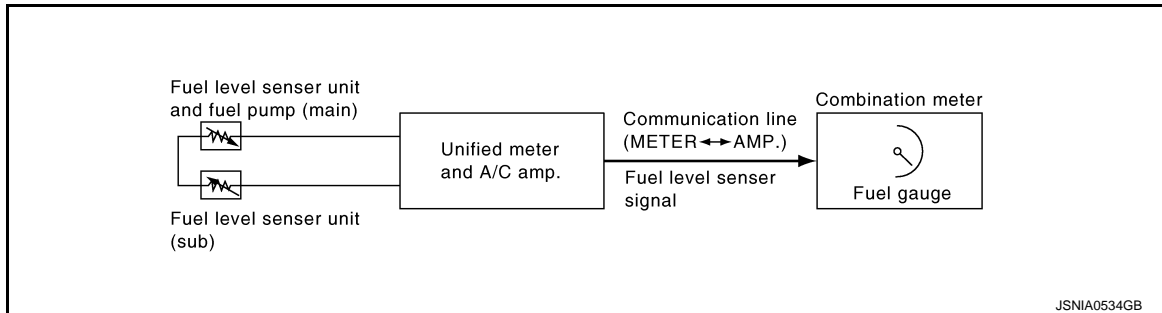 Fuel level senser unit
and fuel pump (main)
Fuel level senser unit
(sub)
Unified meter
and A/C amp.
Communication line
(METER↔AMP.)
Fuel level senser
signal
Combination meter
Fuel gauge
JSNIA0534GB